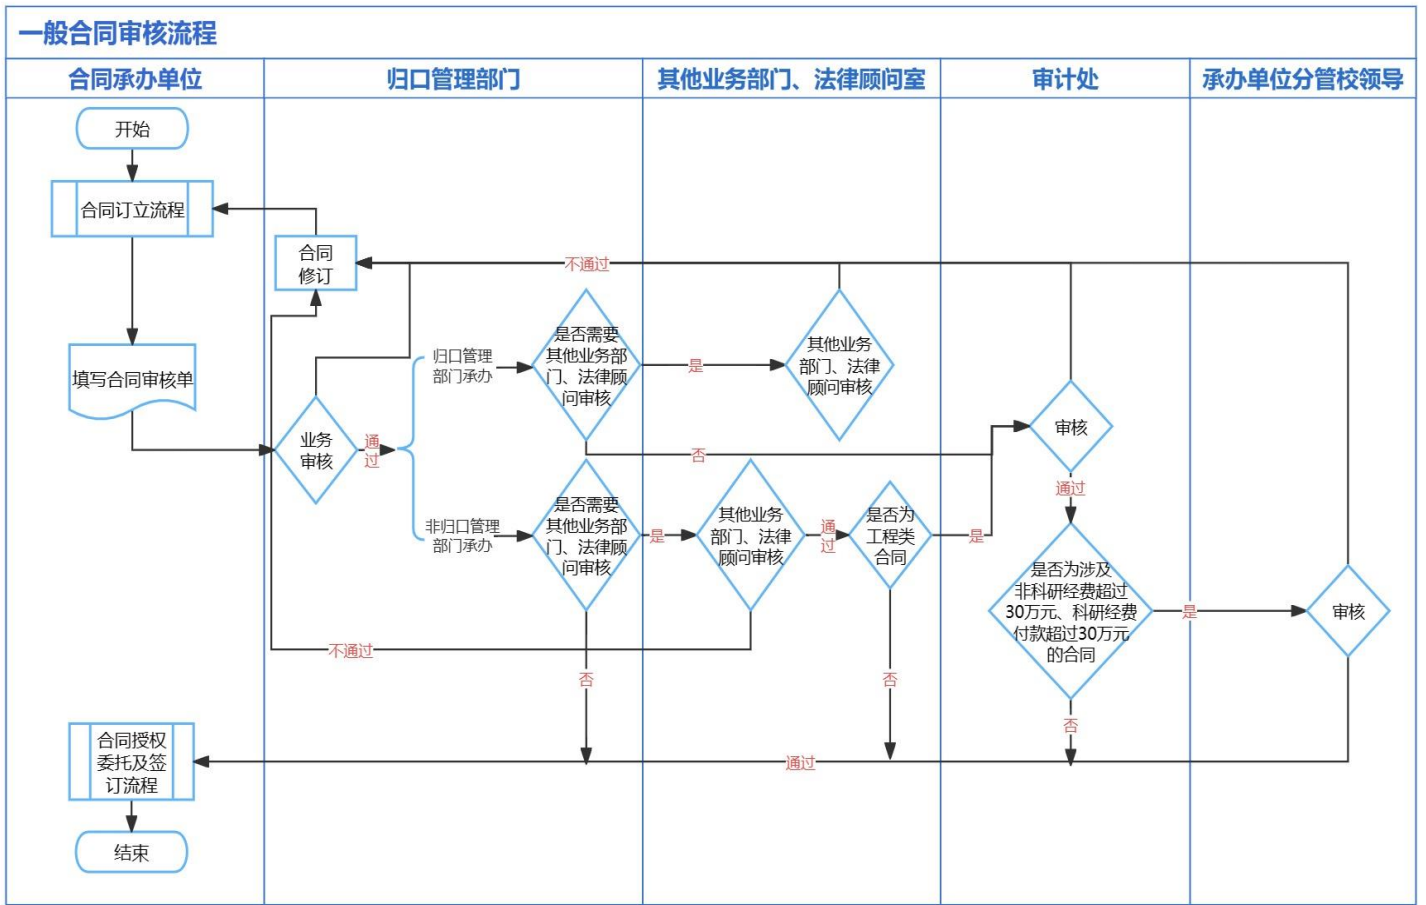 一般合同审核流程
合同承办单位
归口管理部门
其他业务部门、法律顾问室
审计处
承办单位分管校领导
开始
合同订立流程
合同
修订
不通过
填写合同审核单
业务
审核
通
过
归口管理
部门承办
是否需要
其他业务部
门、法律顾
问审核
是
其他业务
部门、法律
顾问审核
否
审核
通过
非归口管理
部门承办
是否需要
其他业务部
门、法律顾
问审核
是
其他业务
部门、法律
顾问审核
通
过
是否为
工程类
合同
是
是否为涉及
非科研经费超过
30万元、科研经费
付款超过30万元
的合同
是
审核
不通过
否
否
否
合同授权
委托及签
订流程
通过
结束